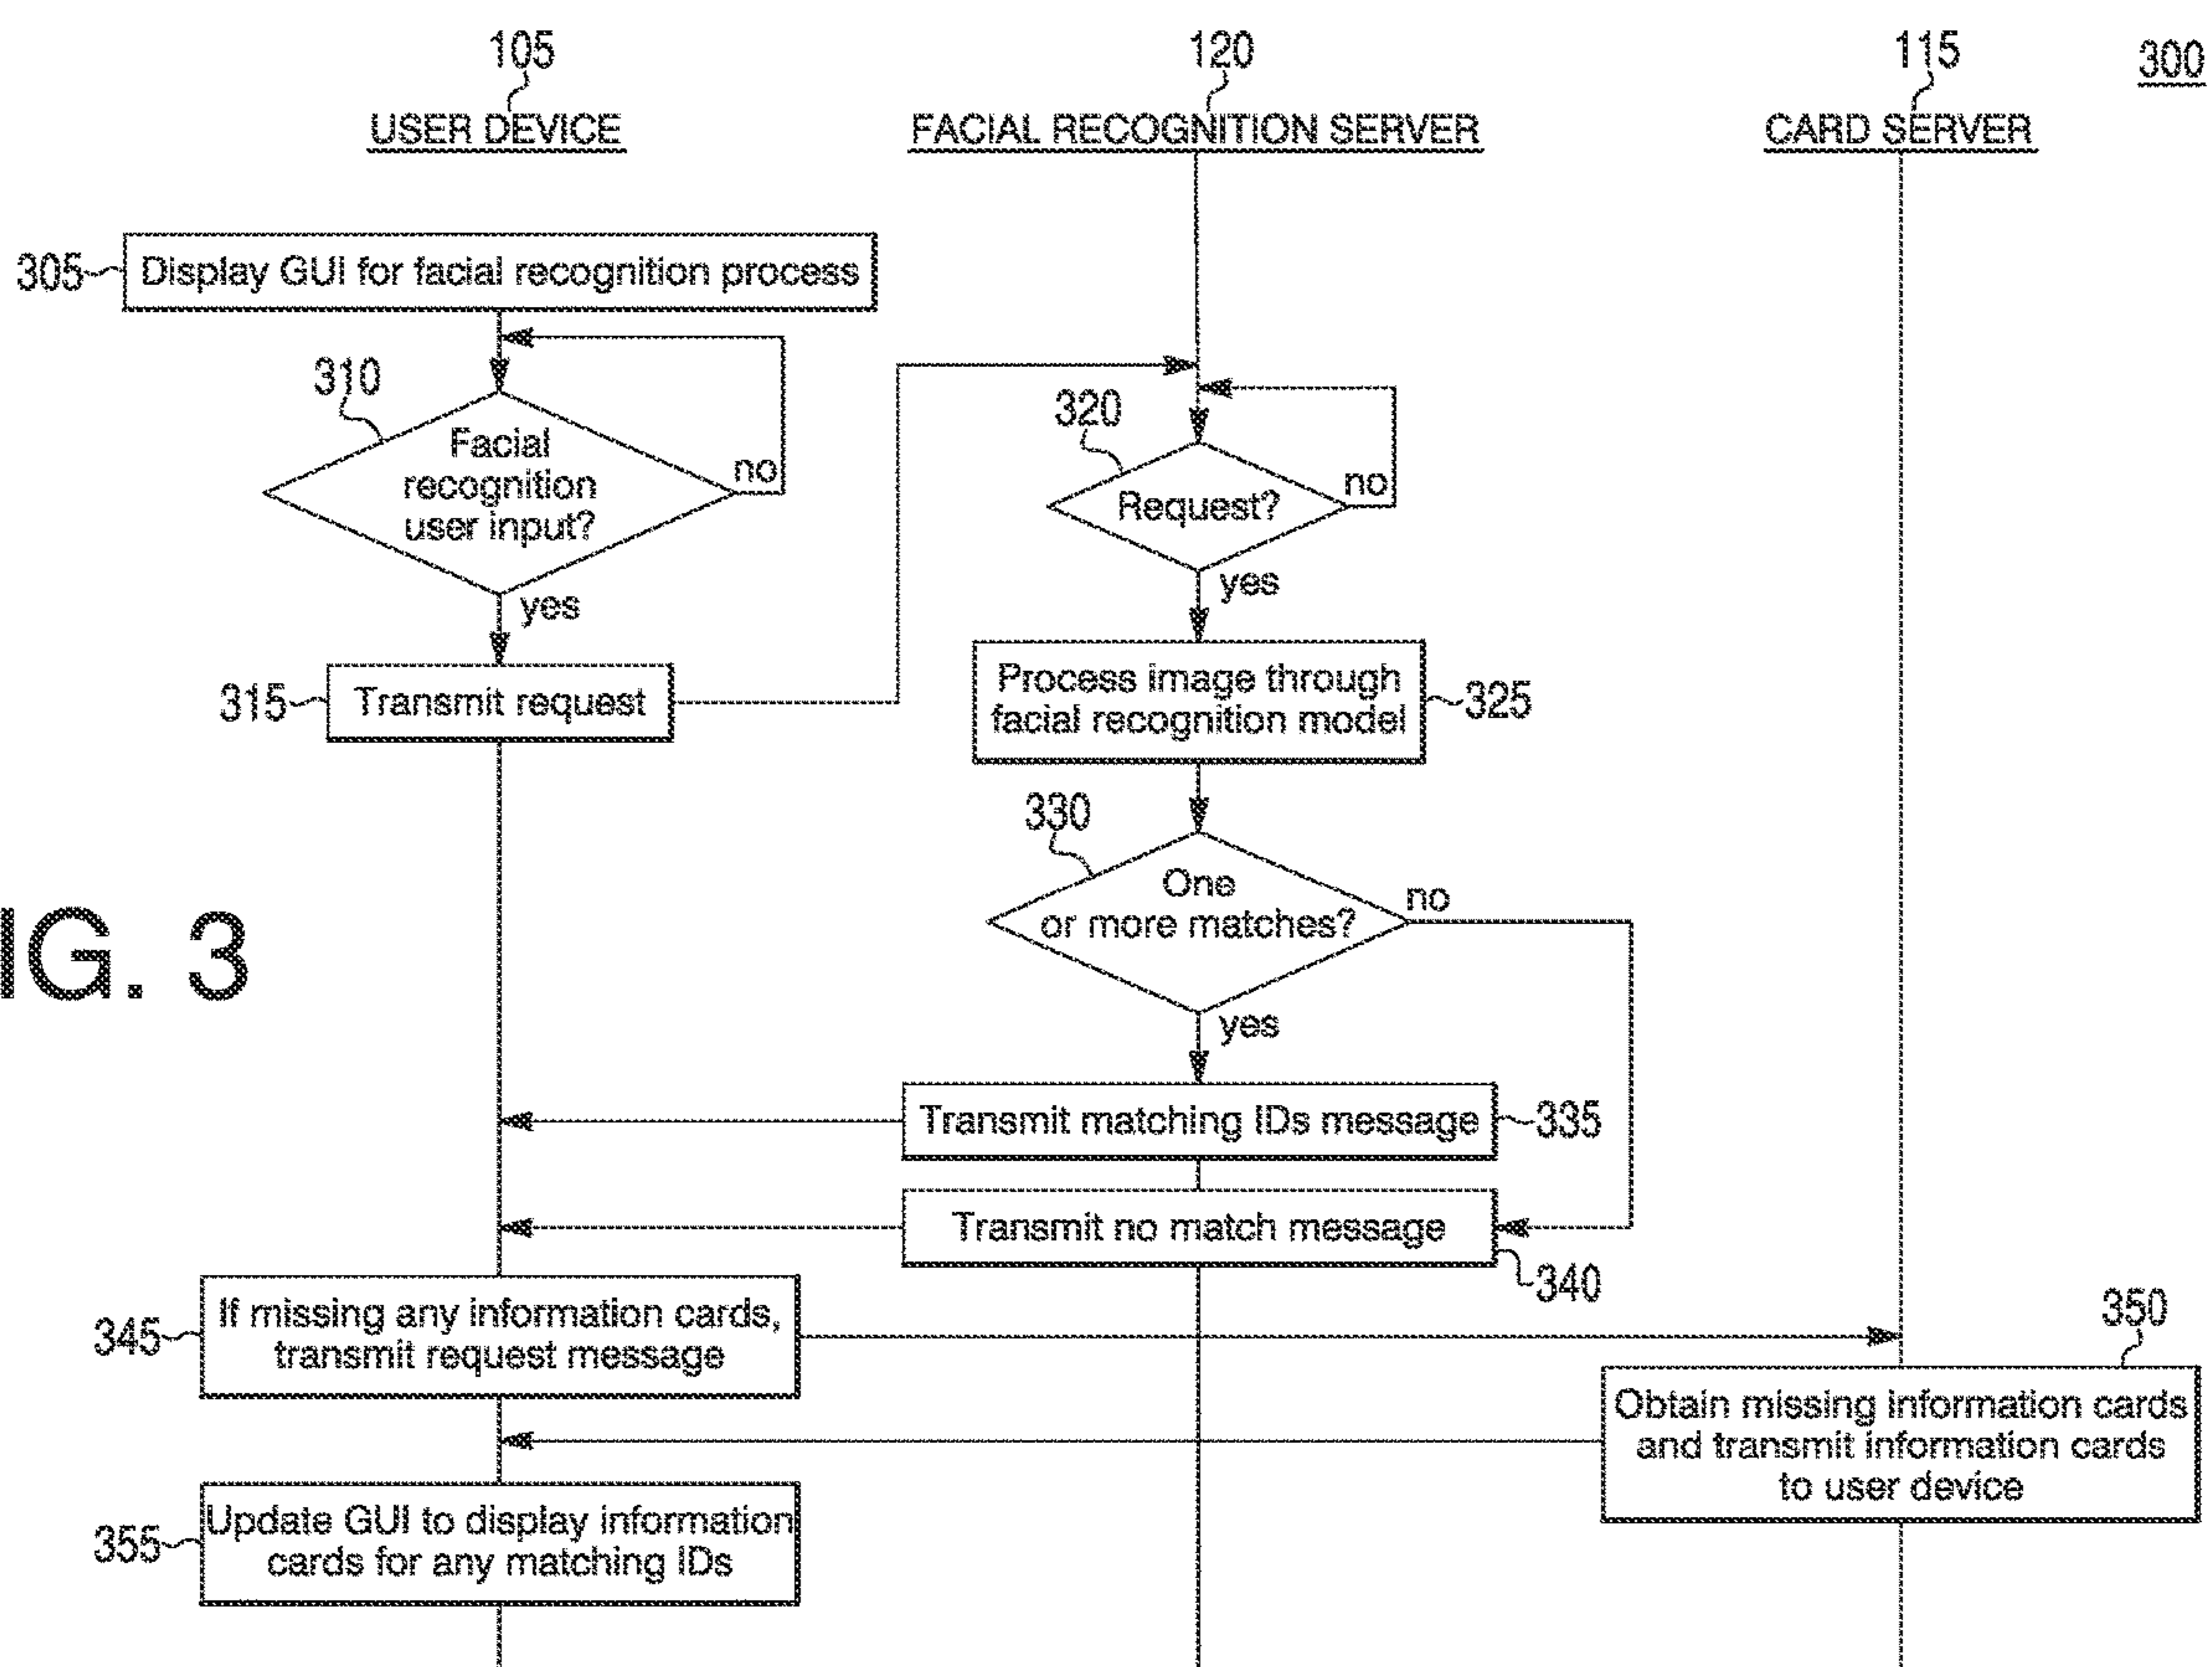 105
120
115
300
USER DEVICE
FACIAL RECOGNITION SERVER
CARD SERVER
305
Display GUI for facial recognition process
310
Facial
recognition
user input?
no
yes
315
Transmit request
320
Request?
no
yes
Process image through
facial recognition model
325
330
One
or more matches?
no
yes
IG. 3
Transmit matching IDs message
335
Transmit no match message
340
345
If missing any information cards,
transmit request message
350
Obtain missing information cards
and transmit information cards
to user device
355
Update GUI to display information
cards for any matching IDs